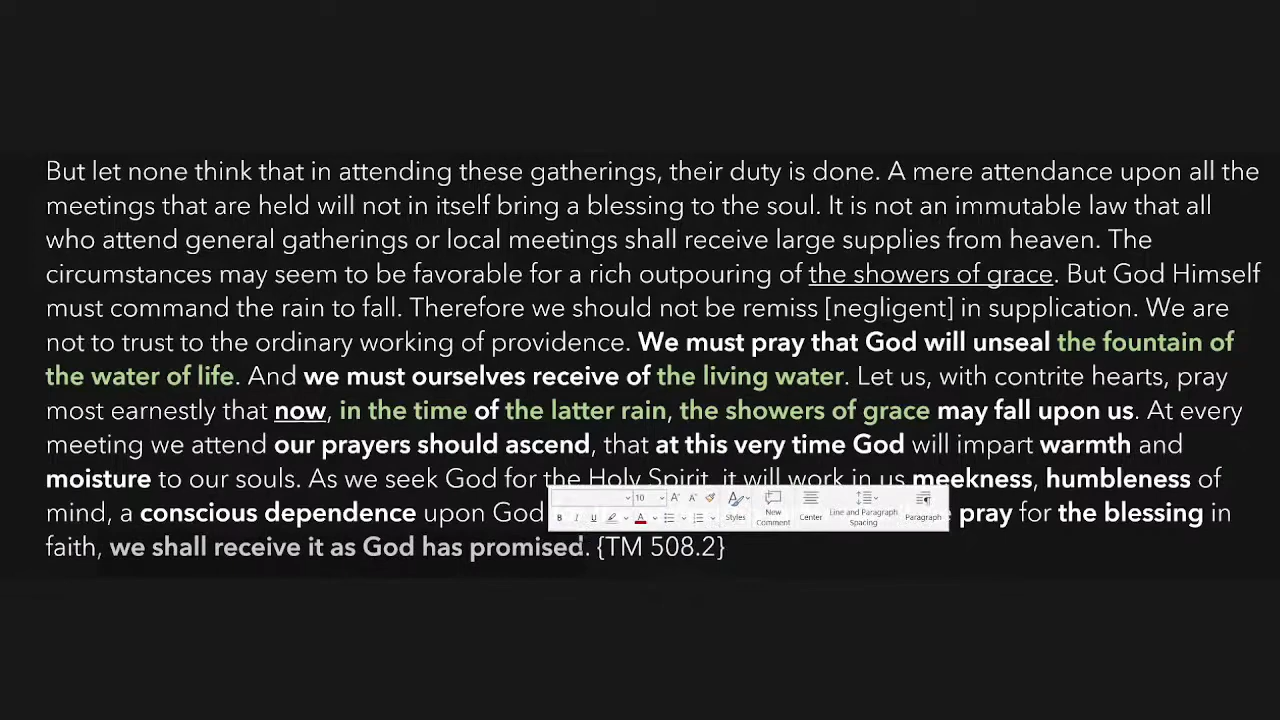 But let none think that in attending these gatherings, their duty is done. A mere attendance upon all the
meetings that are held will not in itself bring a blessing to the soul. It is not an immutable law that all
who attend general gatherings or local meetings shall receive large supplies from heaven. The
circumstances may seem to be favorable for a rich outpouring of the showers of grace. But God Himself
must command the rain to fall. Therefore we should not be remiss [negligent] in supplication. We are
not to trust to the ordinary working of providence. We must pray that God will unseal the fountain of
the water of life. And we must ourselves receive of the living water. Let us, with contrite hearts, pray
most earnestly that now, in the time of the latter rain, the showers of grace may fall upon us. At every
meeting we attend our prayers should ascend, that at this very time God will impart warmth and
moisture to our souls. As we seek God for the Holy Spirit, it will work in us meekness, humbleness of
mind, a conscious dependence upon God pray for the blessing in
faith, we shall receive it as God has promised. {TM 508.2}
10 A A Styles New Comment Center Line and Paragraph Spacing Paragraph
B I U A